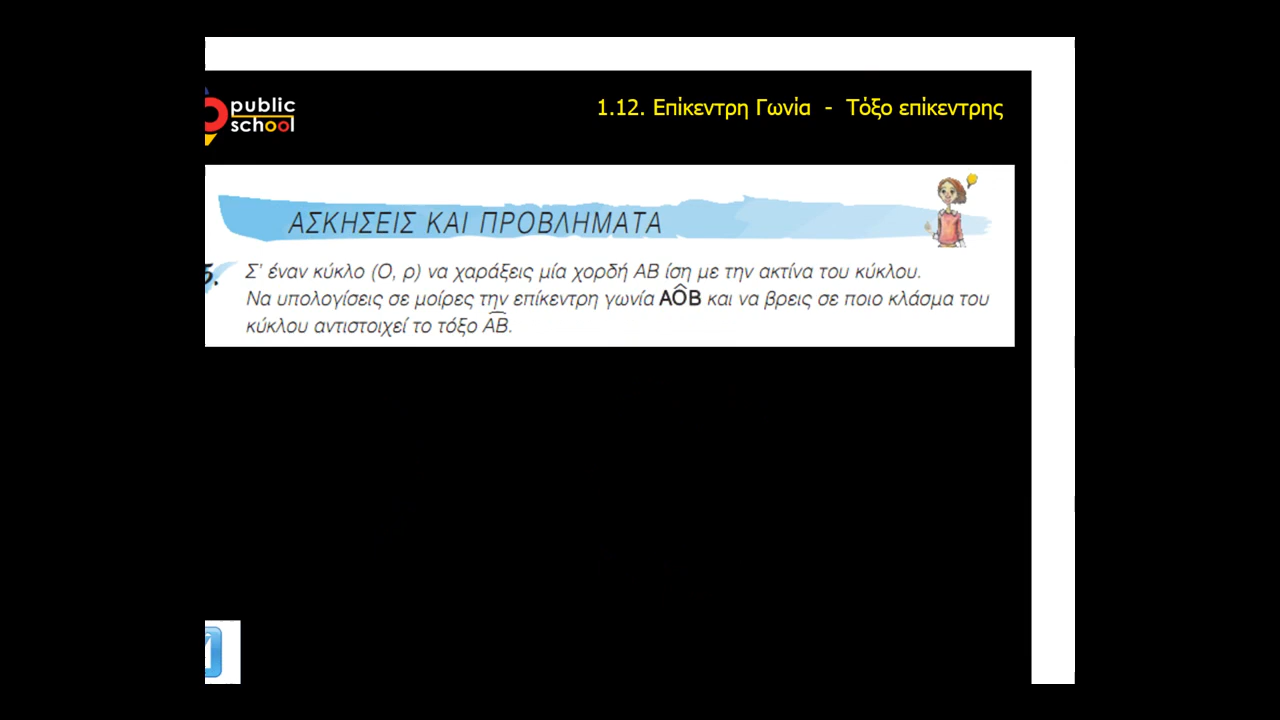 public
school
1.12. Επίκεντρη Γωνία - Τόξο επίκεντρης
ΑΣΚΗΣΕΙΣ ΚΑΙ ΠΡΟΒΛΗΜΑΤΑ
5. Σ' έναν κύκλο (Ο, ρ) να χαράξεις μία χορδή ΑΒ ίση με την ακτίνα του κύκλου.
Να υπολογίσεις σε μοίρες την επίκεντρη γωνία ΑÔΒ και να βρεις σε ποιο κλάσμα του
κύκλου αντιστοιχεί το τόξο ΑΒ.